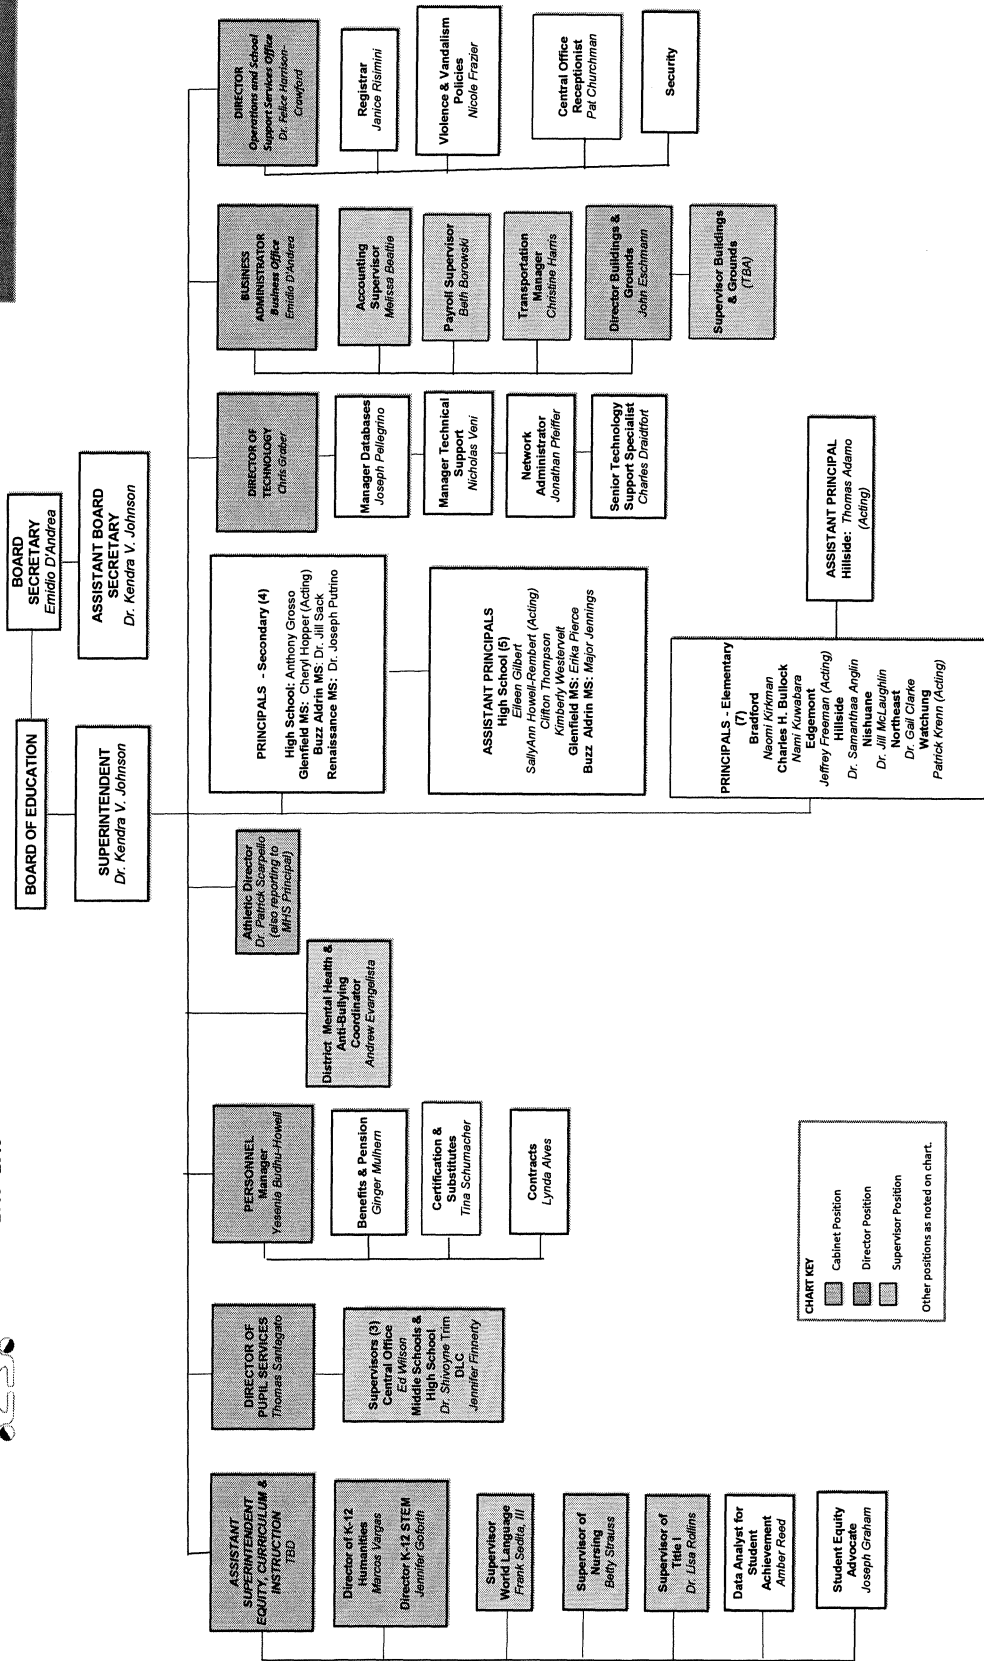 BOARD OF EDUCATION
BOARD
SECRETARY
Emidio D'Andrea
SUPERINTENDENT
Dr. Kendra V. Johnson
ASSISTANT BOARD
SECRETARY
Dr. Kendra V. Johnson
ASSISTANT
SUPERINTENDENT
EQUITY, CURRICULUM &
INSTRUCTION
TBD
Director of K-12
Humanities
Marcos Vargas
Director K-12 STEM
Jennifer Goforth
Supervisor
World Language
Frank Sedita, III
Supervisor of
Nursing
Betty Strauss
Supervisor of
Title I
Dr. Lisa Rollins
Data Analyst for
Student
Achievement
Amber Reed
Student Equity
Advocate
Joseph Graham
DIRECTOR OF
PUPIL SERVICES
Thomas Santagato
Supervisors (3)
Central Office
Ed Wilson
Middle Schools &
High School
Dr. Shivoyne Trim
DLC
Jennifer Finnerty
PERSONNEL
Manager
Yesenia Budhu-Howell
Benefits & Pension
Ginger Mulhern
Certification &
Substitutes
Tina Schumacher
Contracts
Lynda Alves
District Mental Health &
Anti-Bullying
Coordinator
Andrew Evangelista
Athletic Director
Dr. Patrick Scarpello
(also reporting to
MHS Principal)
PRINCIPALS - Secondary (4)
High School: Anthony Grosso
Glenfield MS: Cheryl Hopper (Acting)
Buzz Aldrin MS: Dr. Jill Sack
Renaissance MS: Dr. Joseph Putrino
ASSISTANT PRINCIPALS
High School (5)
Eileen Gilbert
SallyAnn Howell-Rembert (Acting)
Clifton Thompson
Kimberly Westervelt
Glenfield MS: Erika Pierce
Buzz Aldrin MS: Major Jennings
PRINCIPALS - Elementary
(7)
Bradford
Naomi Kirkman
Charles H. Bullock
Nami Kuwabara
Edgemont
Jeffrey Freeman (Acting)
Hillside
Dr. Samanthaa Anglin
Nishuane
Dr. Jill McLaughlin
Northeast
Dr. Gail Clarke
Watchung
Patrick Krenn (Acting)
ASSISTANT PRINCIPAL
Hillside: Thomas Adamo
(Acting)
DIRECTOR OF
TECHNOLOGY
Chris Graber
Manager Databases
Joseph Pellegrino
Manager Technical
Support
Nicholas Veni
Network
Administrator
Jonathan Pfeiffer
Senior Technology
Support Specialist
Charles Draidtfort
BUSINESS
ADMINISTRATOR
Business Office
Emidio D'Andrea
Accounting
Supervisor
Melissa Beattie
Payroll Supervisor
Beth Borowski
Transportation
Manager
Christine Harris
Director Buildings &
Grounds
John Eschmann
Supervisor Buildings
& Grounds
(TBA)
DIRECTOR
Operations and School
Support Services Office
Dr. Felice Harrison-
Crawford
Registrar
Janice Risimini
Violence & Vandalism
Policies
Nicole Frazier
Central Office
Receptionist
Pat Churchman
Security
CHART KEY
Cabinet Position
Director Position
Supervisor Position
Other positions as noted on chart.